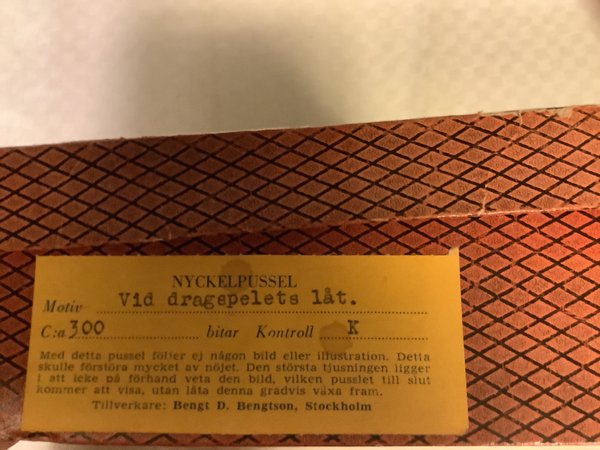 NYCKELPUSSEL
Motiv Vid dragspelets låt.
C:a 300 bitar Kontroll K
Med detta pussel följer ej någon bild eller illustration. Detta
skulle förstöra mycket av nöjet. Den största tjusningen ligger
i att icke på förhand veta den bild, vilken pusslet till slut
kommer att visa, utan låta denna gradvis växa fram.
Tillverkare: Bengt D. Bengtson, Stockholm